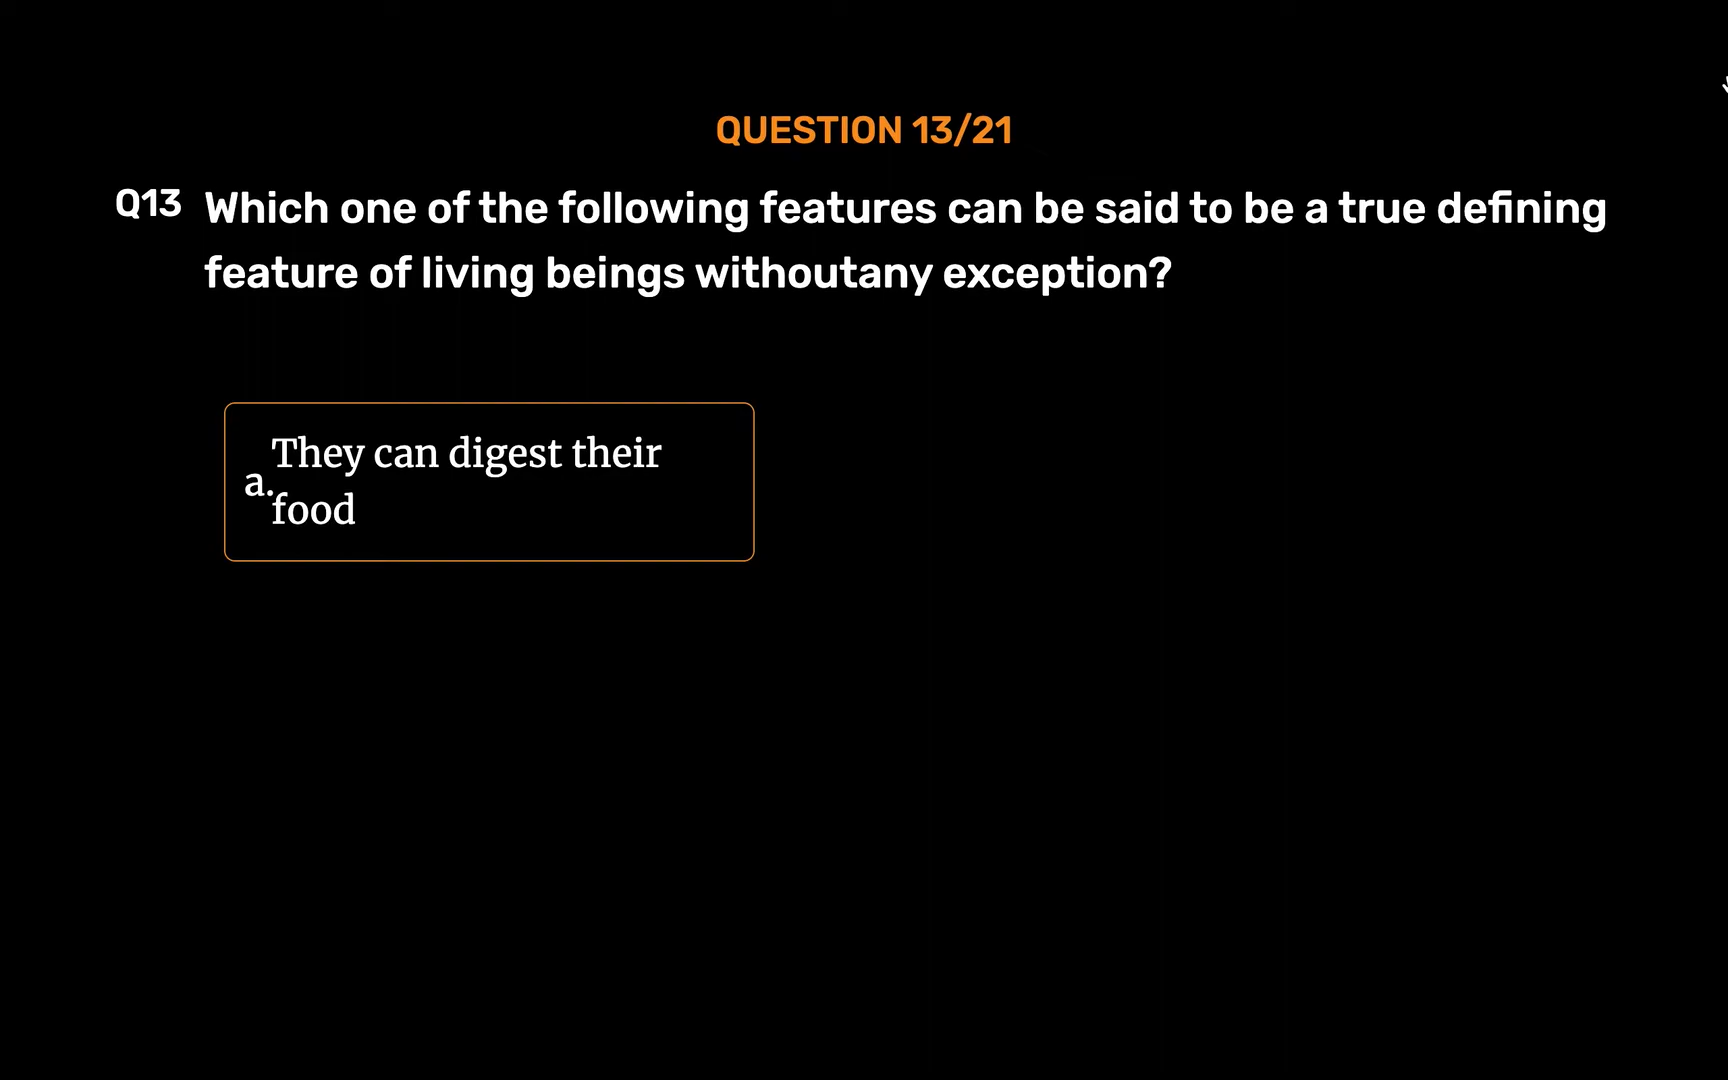 QUESTION 13/21
Q13 Which one of the following features can be said to be a true defining
feature of living beings withoutany exception?
a. They can digest their
food